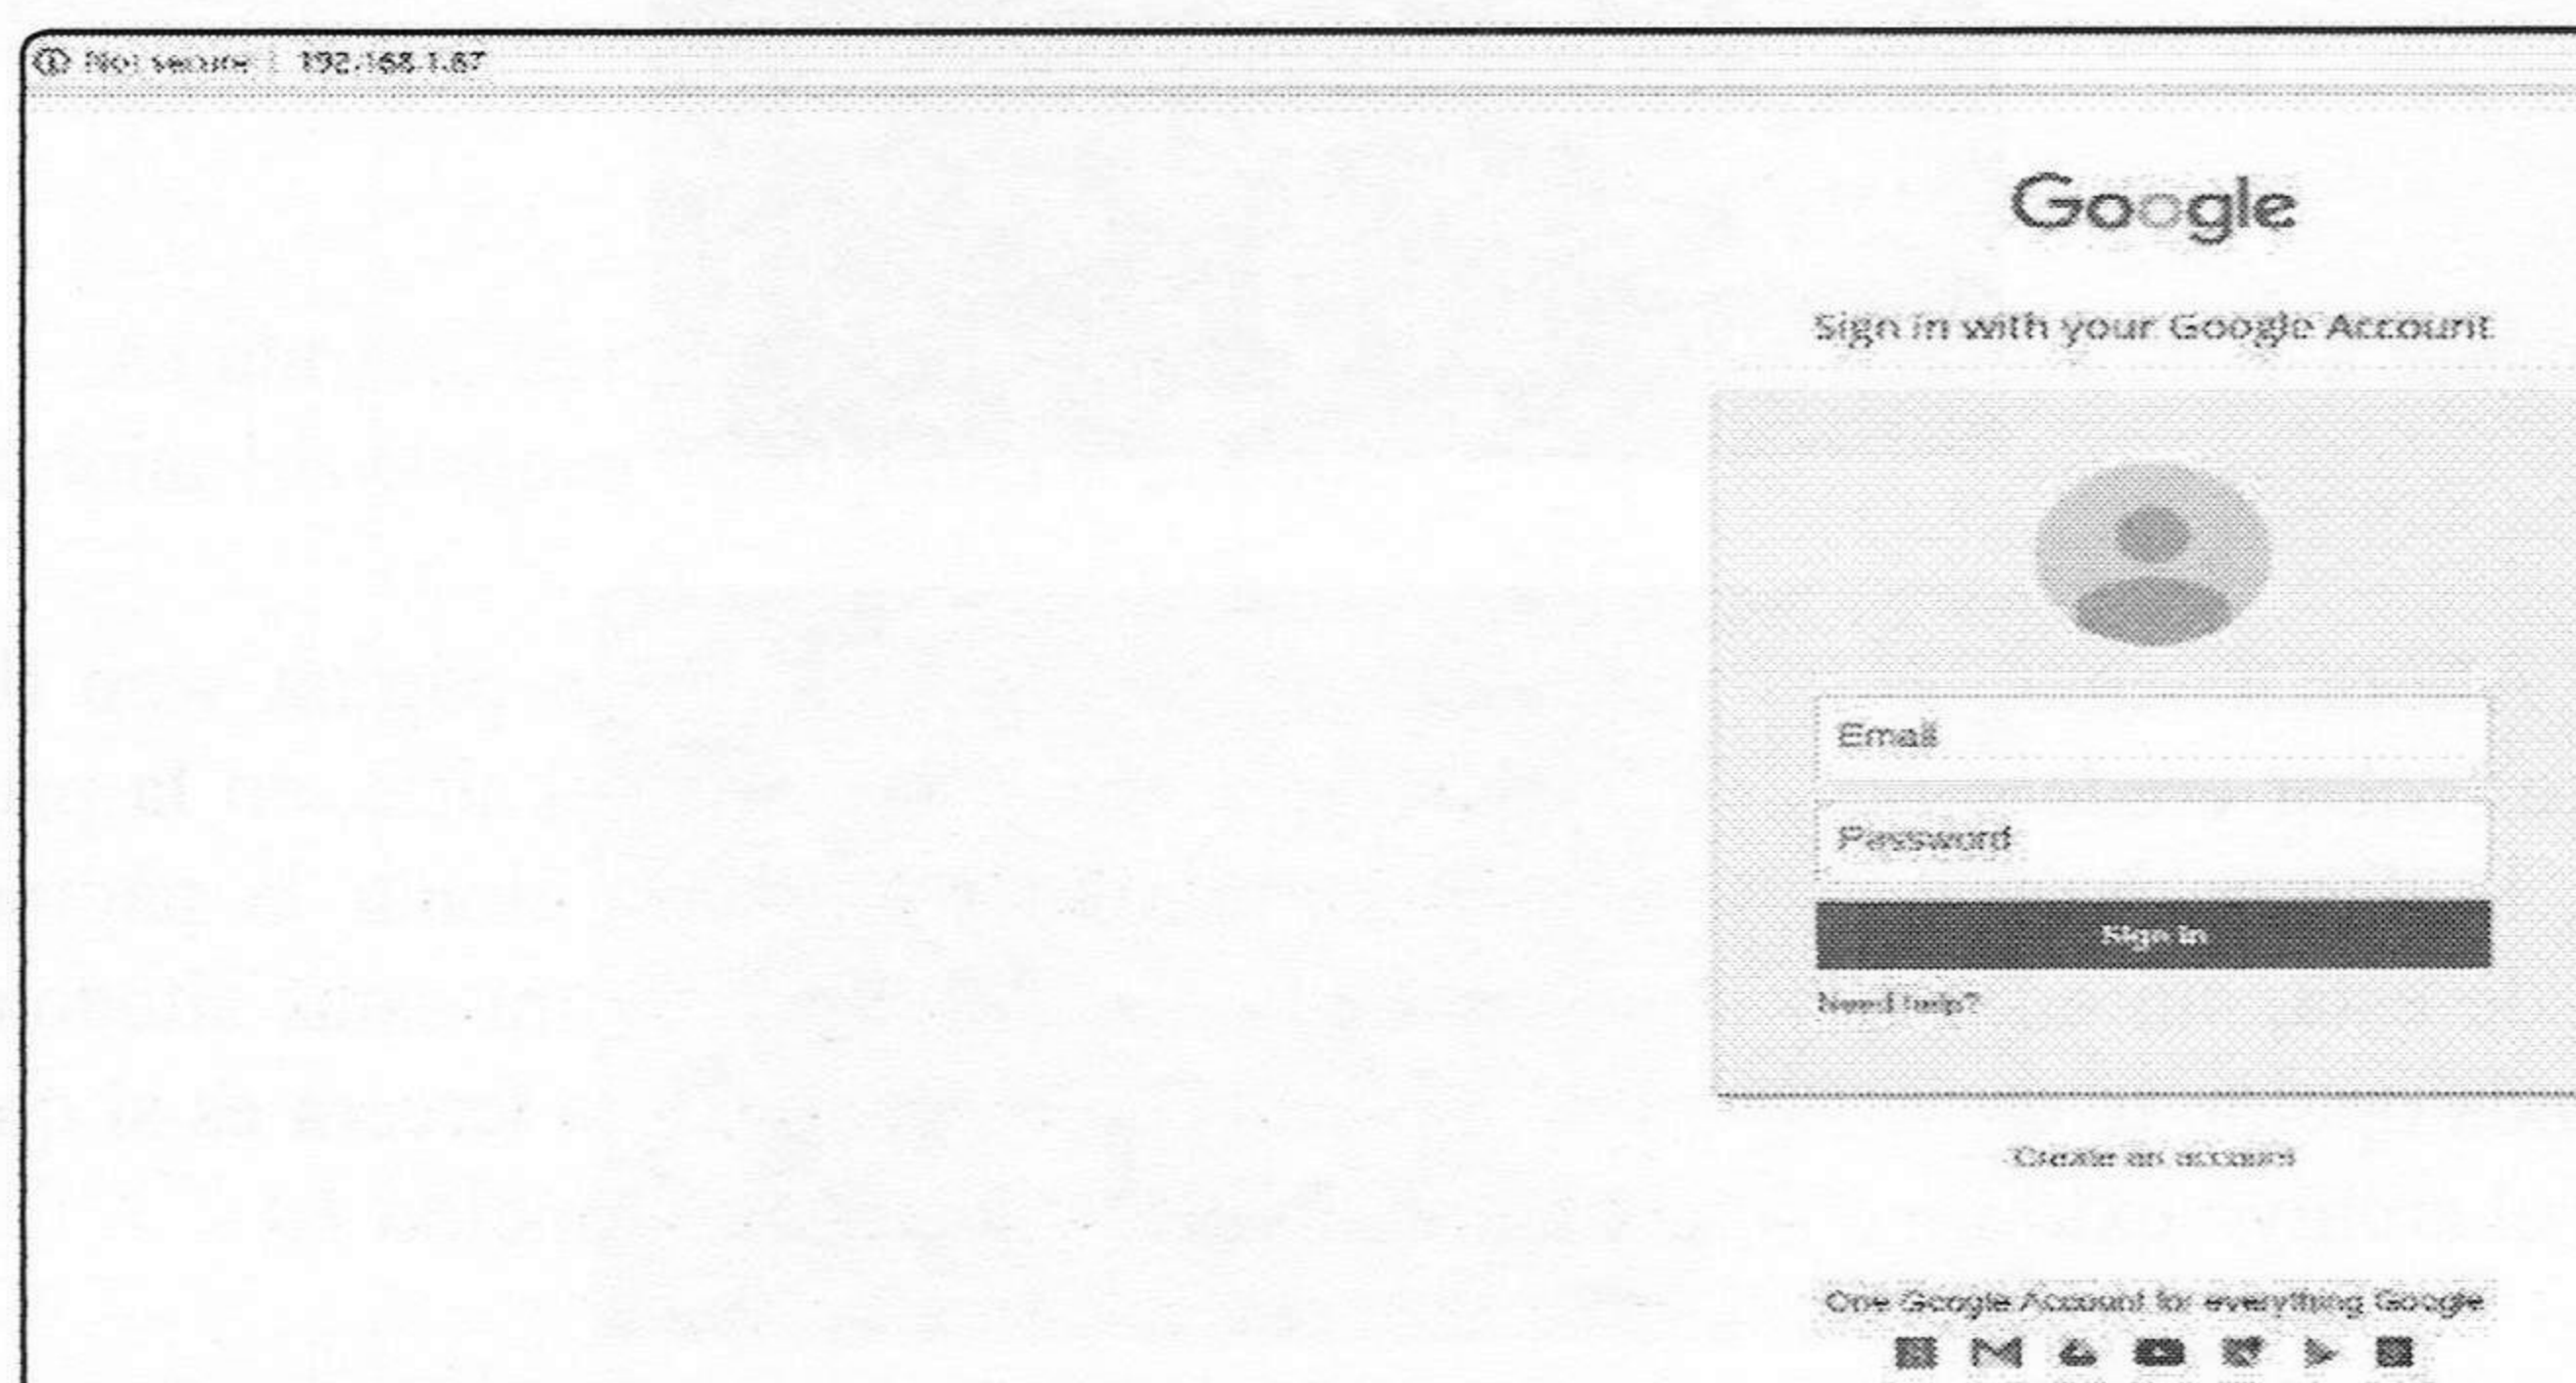 Not secure | 192.168.1.67
Google
Sign in with your Google Account
Email
Password
Sign in
Need help?
Create an account
One Google Account for everything Google